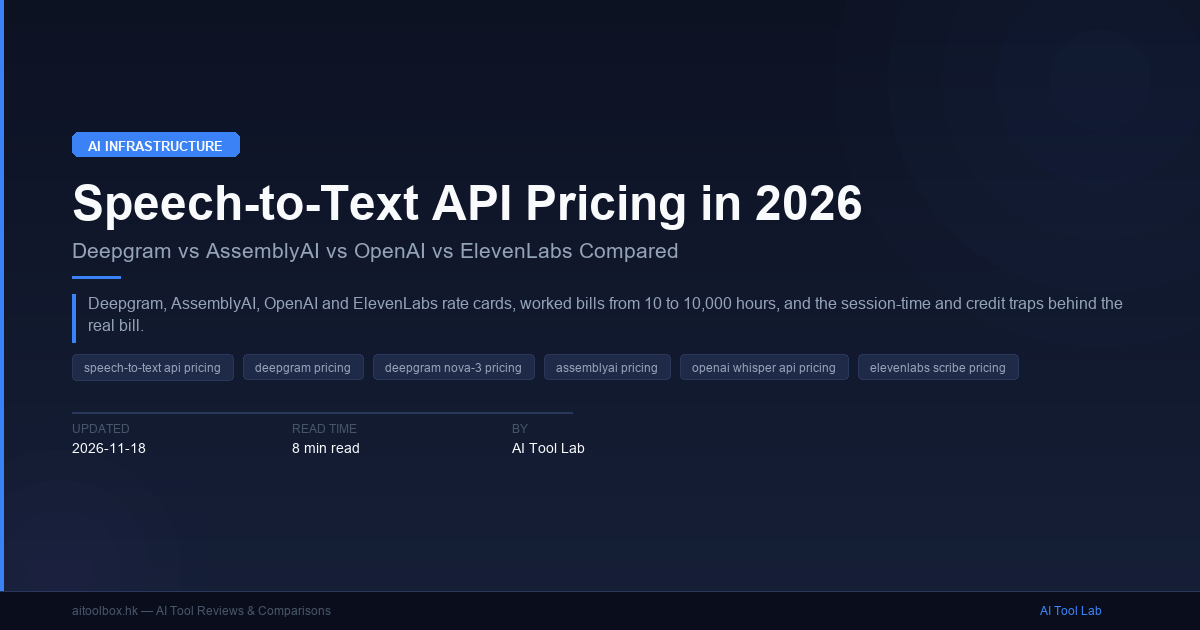 AI INFRASTRUCTURE
Speech-to-Text API Pricing in 2026
Deepgram vs AssemblyAI vs OpenAI vs ElevenLabs Compared
Deepgram, AssemblyAI, OpenAI and ElevenLabs rate cards, worked bills from 10 to 10,000 hours, and the session-time and credit traps behind the
real bill.
speech-to-text api pricing deepgram pricing deepgram nova-3 pricing assemblyai pricing openai whisper api pricing elevenlabs scribe pricing
UPDATED READ TIME BY
2026-11-18 8 min read AI Tool Lab
aitoolbox.hk — AI Tool Reviews & Comparisons AI Tool Lab